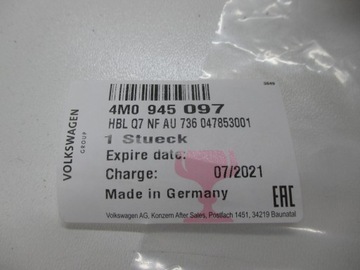 VOLKSWAGEN
GROUP
4M0 945 097
HBL Q7 NF AU 736 047853001
1 Stueck
Expire date:
Charge: 07/2021
Made in Germany
EAC
Volkswagen AG, Konzern After Sales, Postfach 1451, 34219 Baunatal